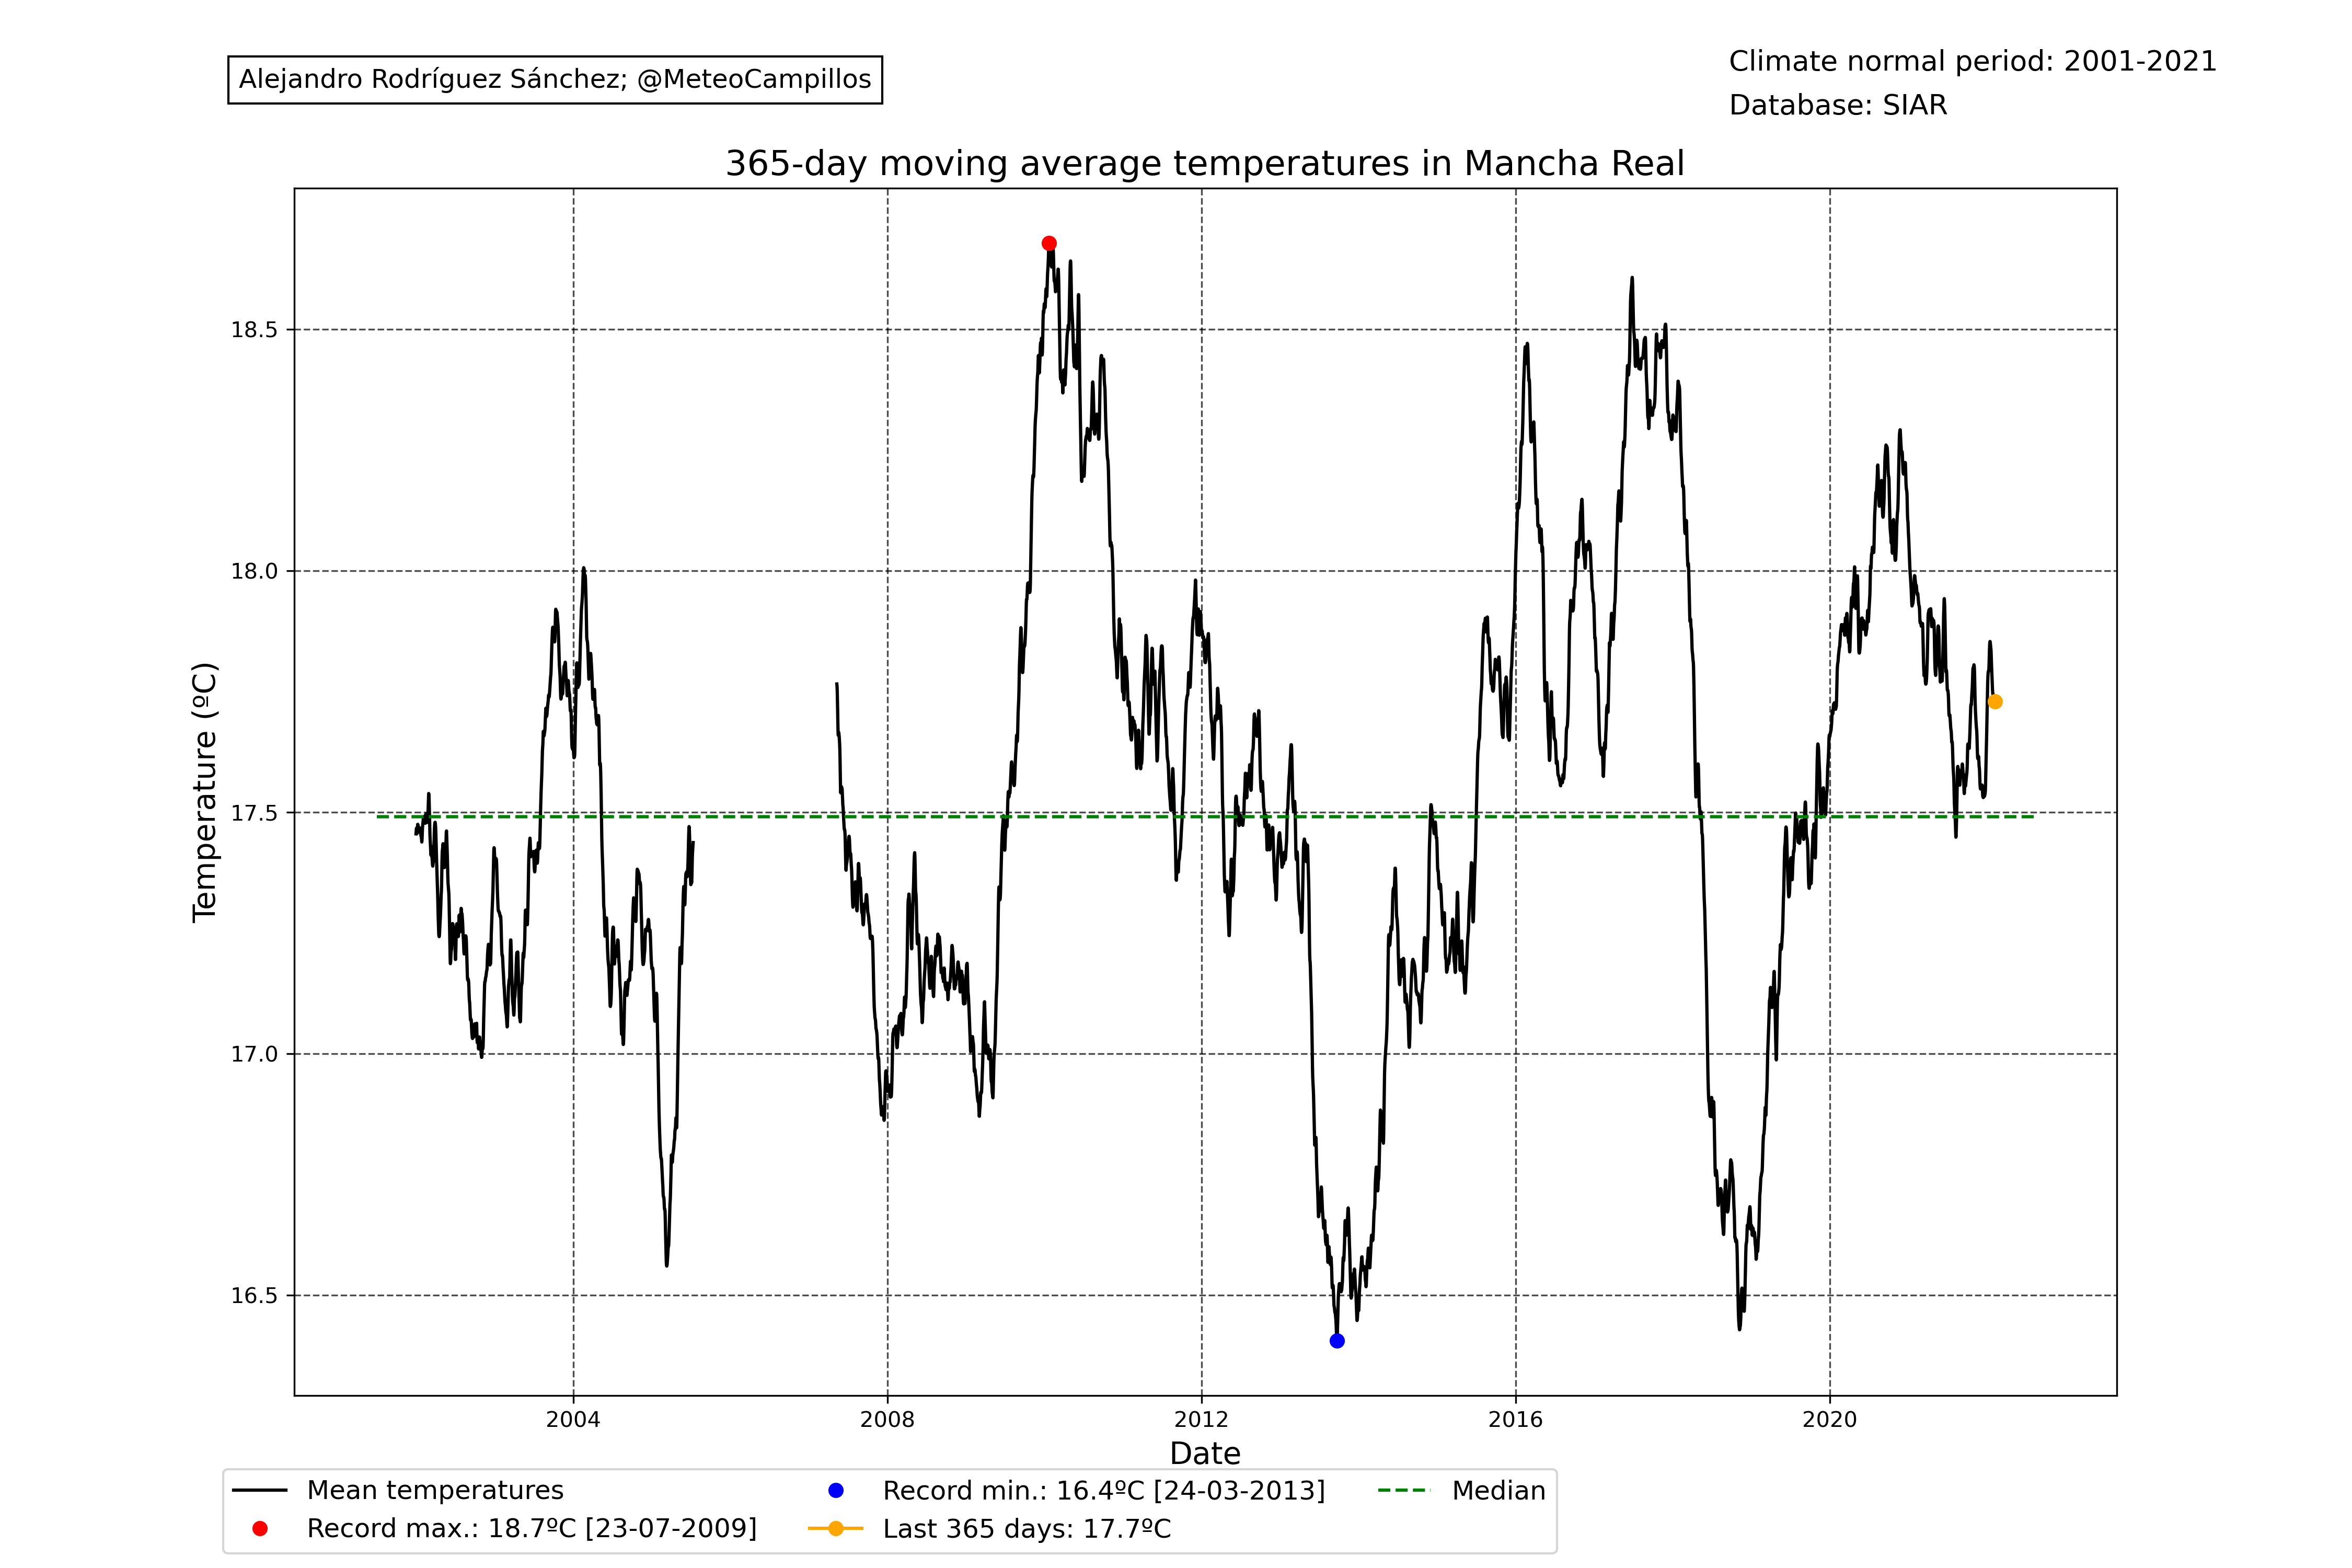 Alejandro Rodríguez Sánchez; @MeteoCampillos
Climate normal period: 2001-2021
Database: SIAR
365-day moving average temperatures in Mancha Real
Temperature (ºC)
18.5
18.0
17.5
17.0
16.5
2004
2008
2012
2016
2020
Date
Mean temperatures
Record max.: 18.7ºC [23-07-2009]
Record min.: 16.4ºC [24-03-2013]
Last 365 days: 17.7ºC
Median